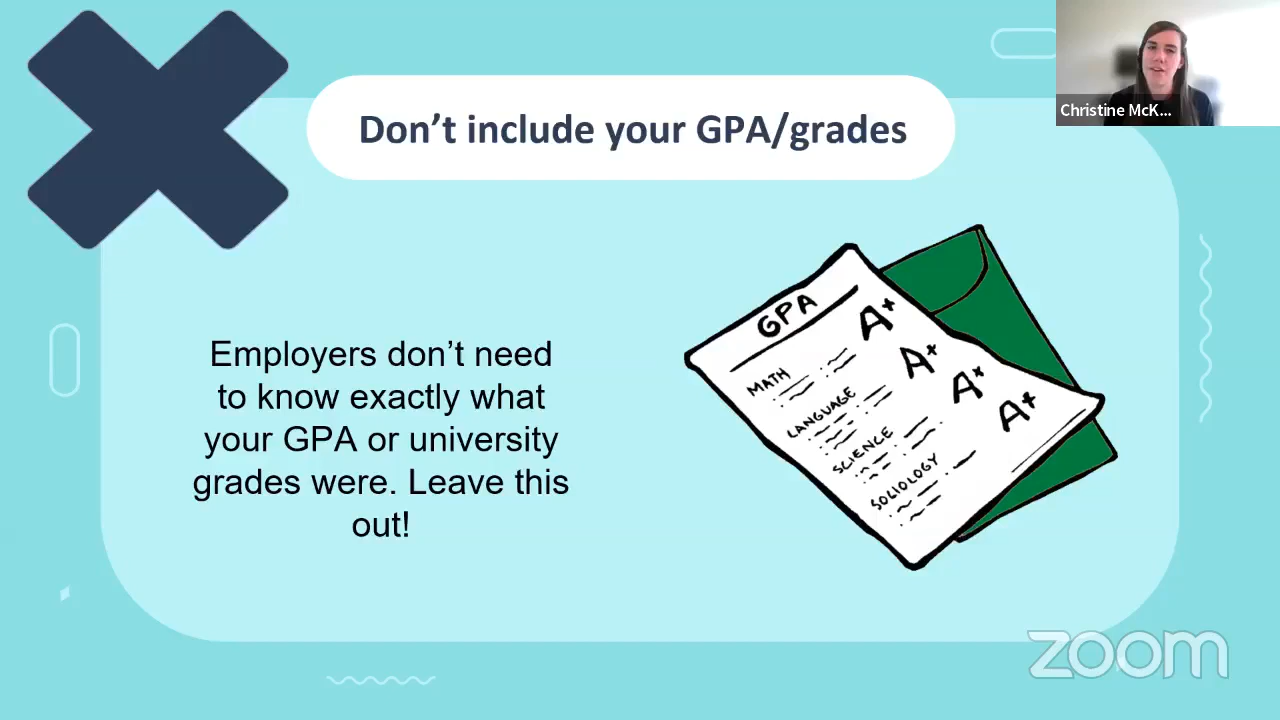 Don't include your GPA/grades
Christine McK...
Employers don't need
to know exactly what
your GPA or university
grades were. Leave this
out!
GPA
A+
MATH
A+
LANGUAGE
A+
SCIENCE
A+
SOCIOLOGY
zoom